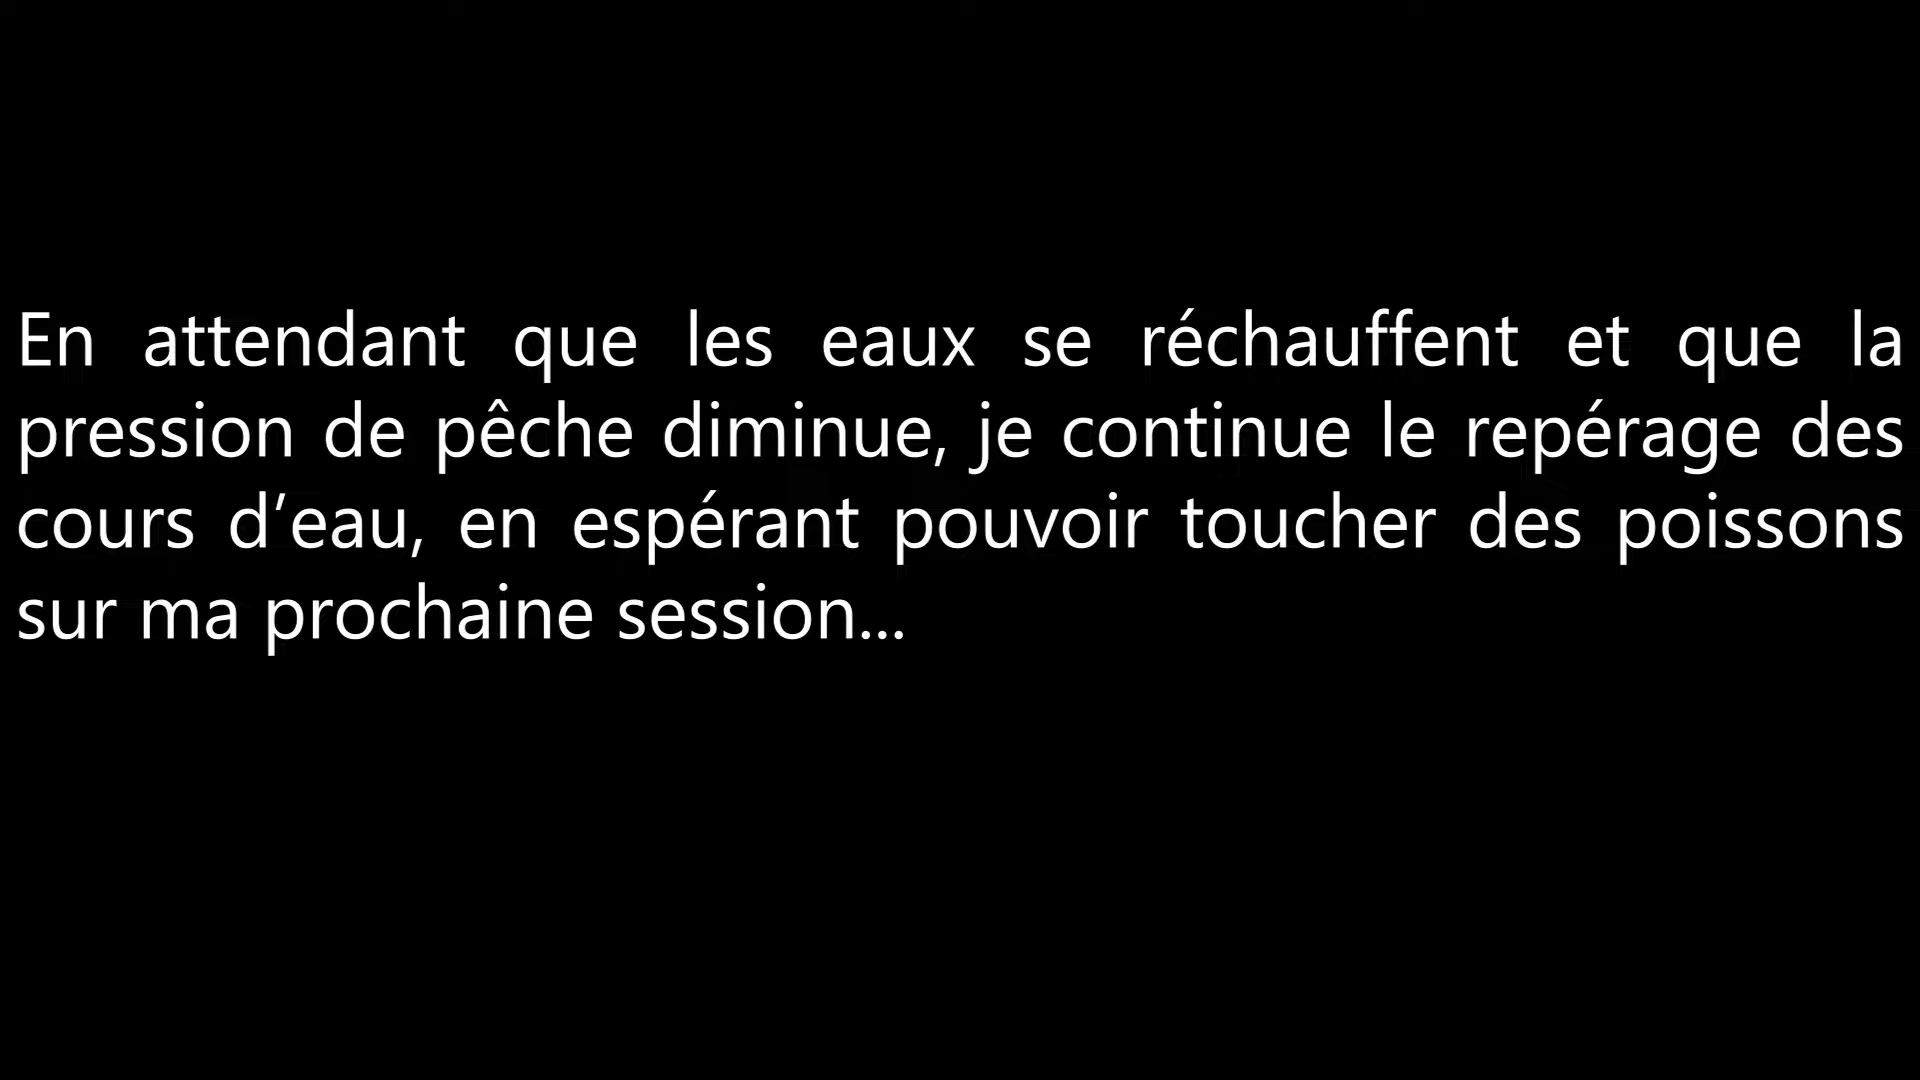 En attendant que les eaux se réchauffent et que la
pression de pêche diminue, je continue le repérage des
cours d’eau, en espérant pouvoir toucher des poissons
sur ma prochaine session...